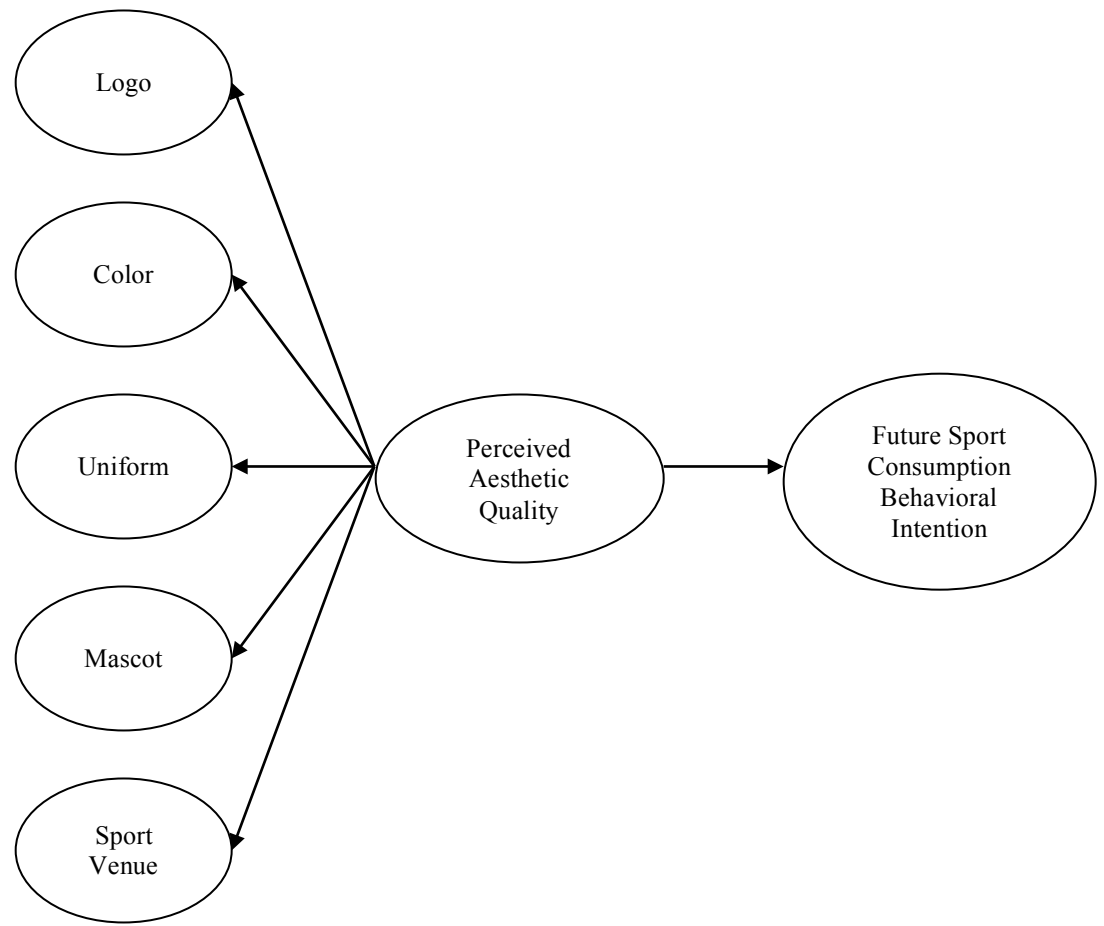 Logo
Color
Uniform
Mascot
Sport
Venue
Perceived
Aesthetic
Quality
Future Sport
Consumption
Behavioral
Intention